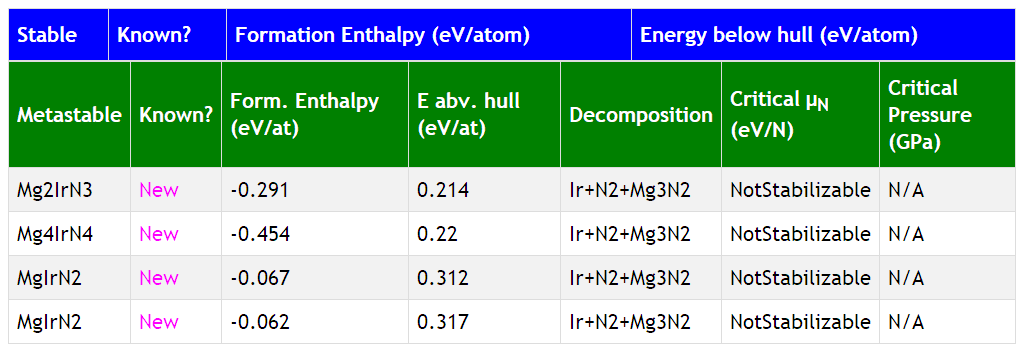 Stable Known? Formation Enthalpy (eV/atom) Energy below hull (eV/atom)
Metastable Known? Form. Enthalpy (eV/at) E abv. hull (eV/at) Decomposition Critical μN (eV/N) Critical Pressure (GPa)
Mg2IrN3 New -0.291 0.214 Ir+N2+Mg3N2 NotStabilizable N/A
Mg4IrN4 New -0.454 0.22 Ir+N2+Mg3N2 NotStabilizable N/A
MgIrN2 New -0.067 0.312 Ir+N2+Mg3N2 NotStabilizable N/A
MgIrN2 New -0.062 0.317 Ir+N2+Mg3N2 NotStabilizable N/A